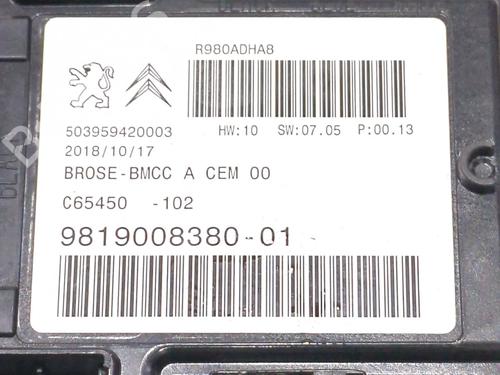 R980ADHA8
503959420003 HW:10 SW:07.05 P:00.13
2018/10/17
BROSE-BMCC A CEM 00
C65450 -102
9819008380-01